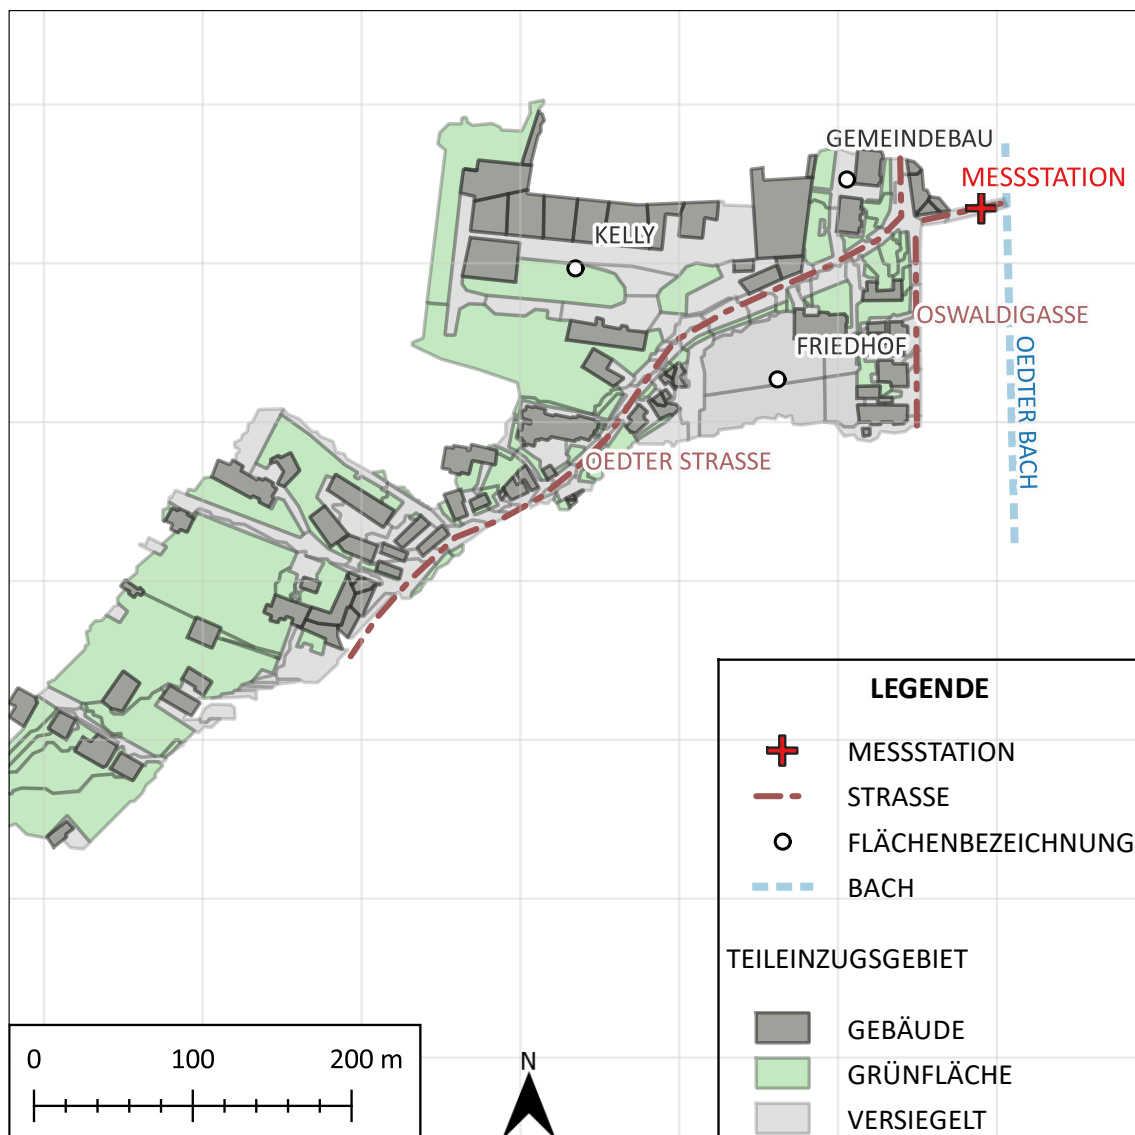 GEMEINDEBAU
MESSSTATION
KELLY
OSWALDIGASSE
FRIEDHOF
OEDTER BACH
OEDTER STRASSE
LEGENDE
MESSSTATION
STRASSE
FLÄCHENBEZEICHNUNG
BACH
TEILEINZUGSGEBIET
GEBÄUDE
GRÜNFLÄCHE
VERSIEGELT
0 100 200 m
N